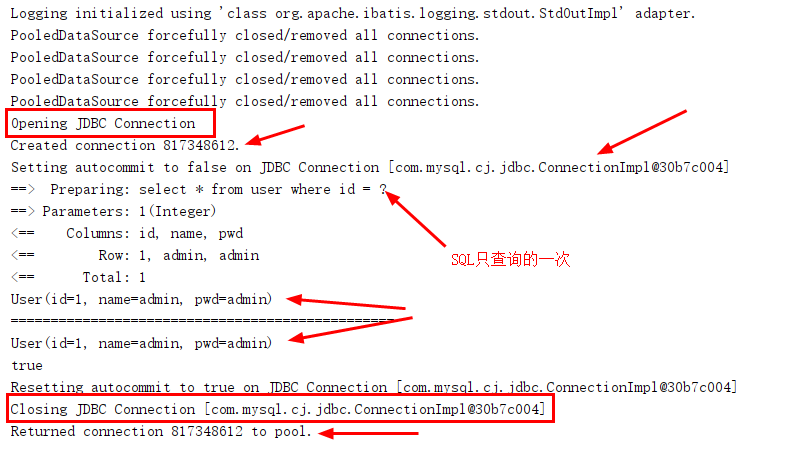 Logging initialized using 'class org.apache.ibatis.logging.stdout.StdOutImpl' adapter.
PooledDataSource forcefully closed/removed all connections.
PooledDataSource forcefully closed/removed all connections.
PooledDataSource forcefully closed/removed all connections.
PooledDataSource forcefully closed/removed all connections.
Opening JDBC Connection
Created connection 817348612.
Setting autocommit to false on JDBC Connection [com.mysql.cj.jdbc.ConnectionImpl@30b7c004]
==>  Preparing: select * from user where id = ?
==> Parameters: 1(Integer)
<==    Columns: id, name, pwd
SQL只查询的一次
<==        Row: 1, admin, admin
<==      Total: 1
User(id=1, name=admin, pwd=admin)
==================================================
User(id=1, name=admin, pwd=admin)
true
Resetting autocommit to true on JDBC Connection [com.mysql.cj.jdbc.ConnectionImpl@30b7c004]
Closing JDBC Connection [com.mysql.cj.jdbc.ConnectionImpl@30b7c004]
Returned connection 817348612 to pool.